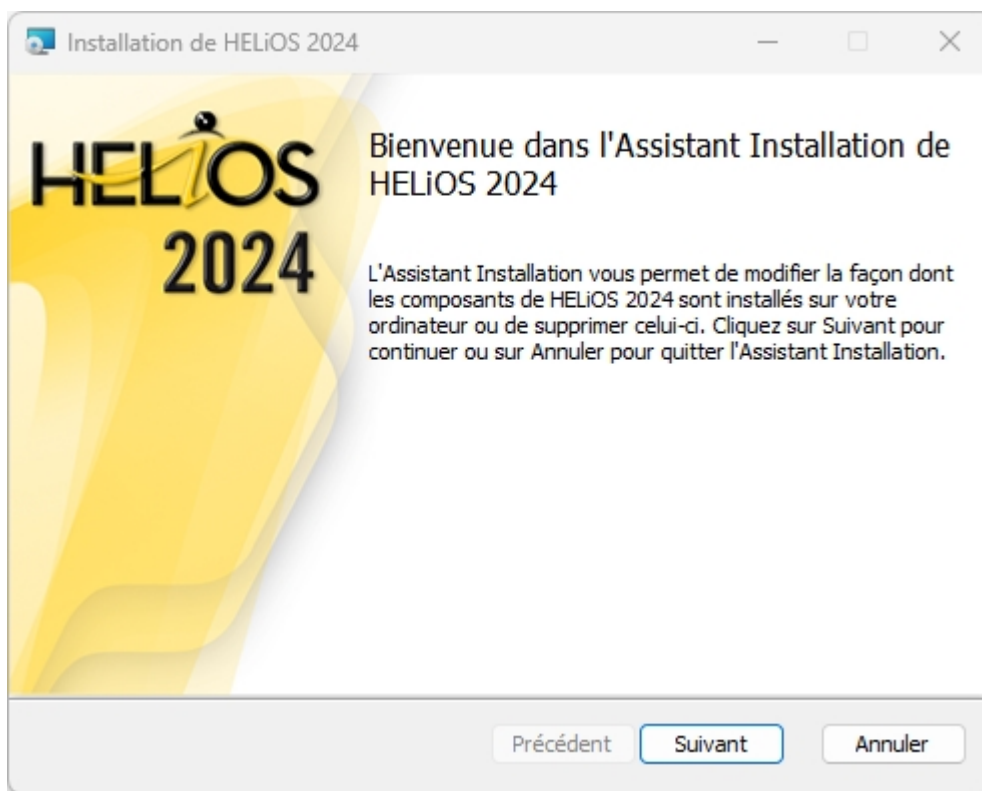 Installation de HELiOS 2024
HELiOS
2024
Bienvenue dans l'Assistant Installation de
HELiOS 2024
L'Assistant Installation vous permet de modifier la façon dont
les composants de HELiOS 2024 sont installés sur votre
ordinateur ou de supprimer celui-ci. Cliquez sur Suivant pour
continuer ou sur Annuler pour quitter l'Assistant Installation.
Précédent
Suivant
Annuler